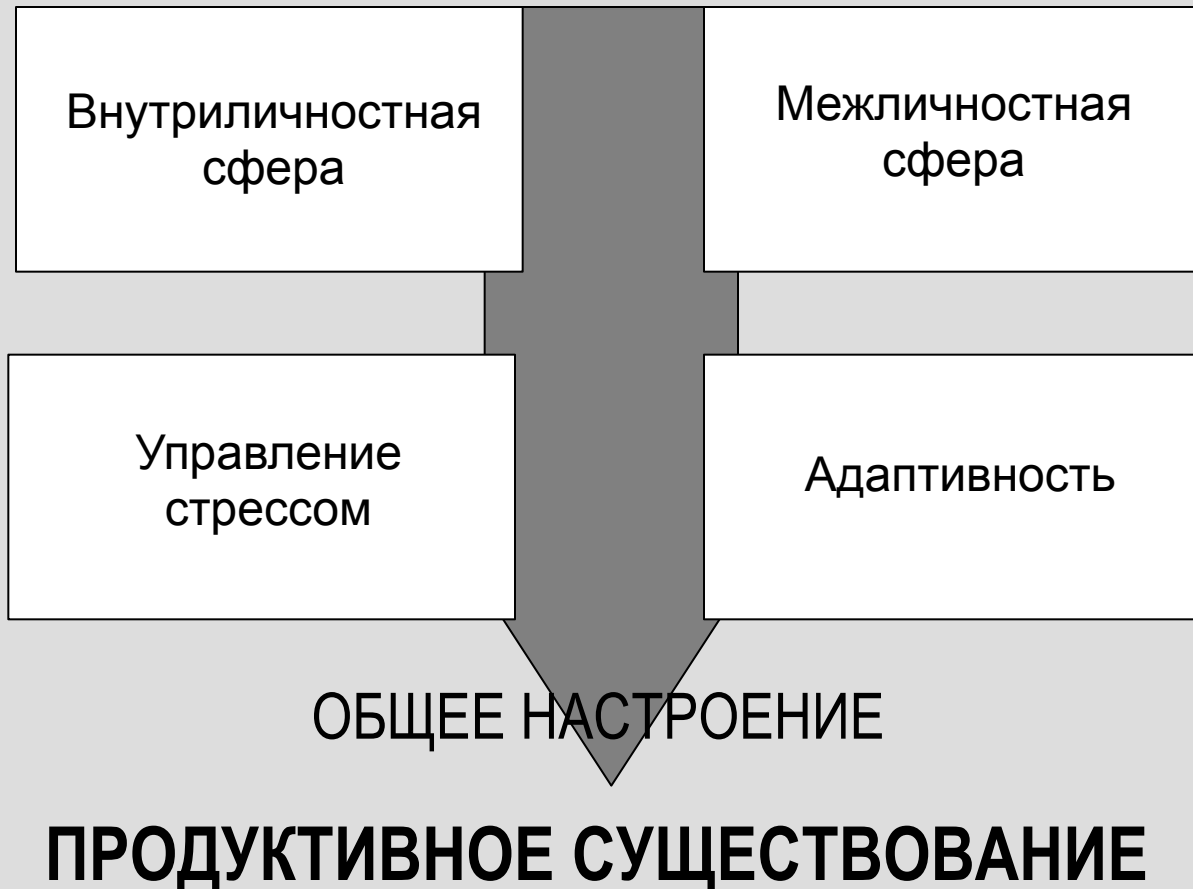 Внутриличностная
сфера
Межличностная
сфера
Управление
стрессом
Адаптивность
ОБЩЕЕ НАСТРОЕНИЕ
ПРОДУКТИВНОЕ СУЩЕСТВОВАНИЕ